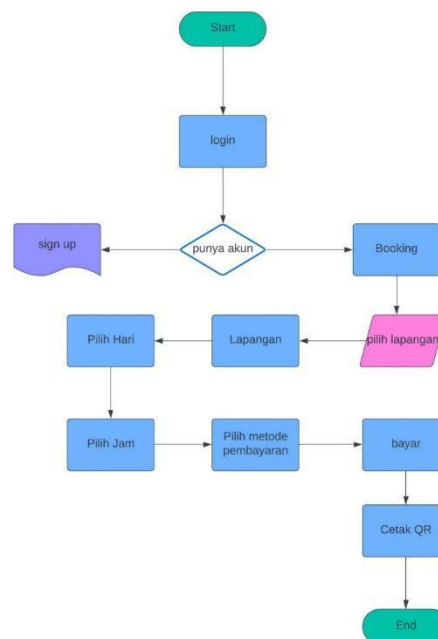 Start
login
sign up
punya akun
Booking
Pilih Hari
Lapangan
pilih lapangan
Pilih Jam
Pilih metode
pembayaran
bayar
Cetak QR
End